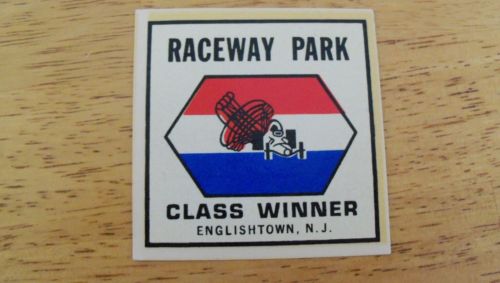 RACEWAY PARK
CLASS WINNER
ENGLISHTOWN, N.J.